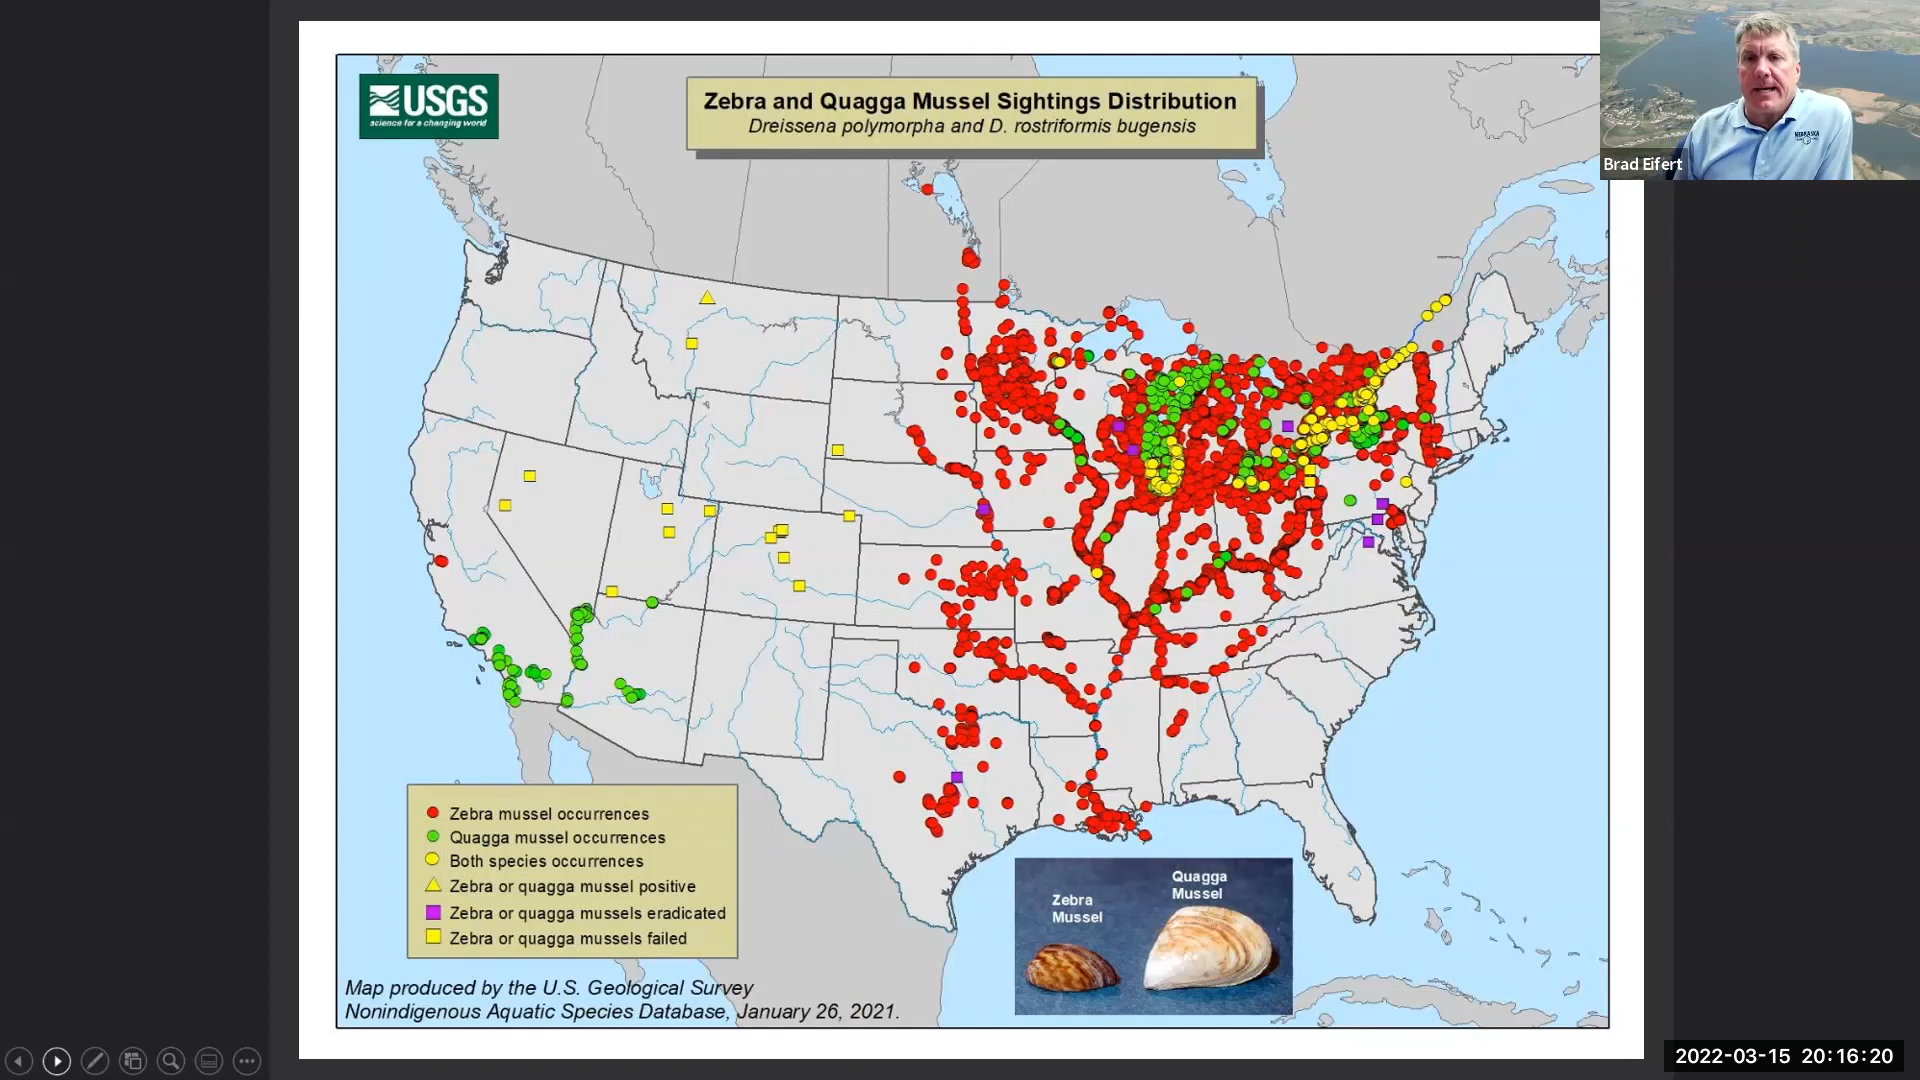 USGS
science for a changing world
Zebra and Quagga Mussel Sightings Distribution
Dreissena polymorpha and D. rostriformis bugensis
NEBRASKA
Brad Eifert
Zebra mussel occurrences
Quagga mussel occurrences
Both species occurrences
Zebra or quagga mussel positive
Zebra or quagga mussels eradicated
Zebra or quagga mussels failed
Zebra
Mussel
Quagga
Mussel
Map produced by the U.S. Geological Survey
Nonindigenous Aquatic Species Database, January 26, 2021.
2022-03-15 20:16:20